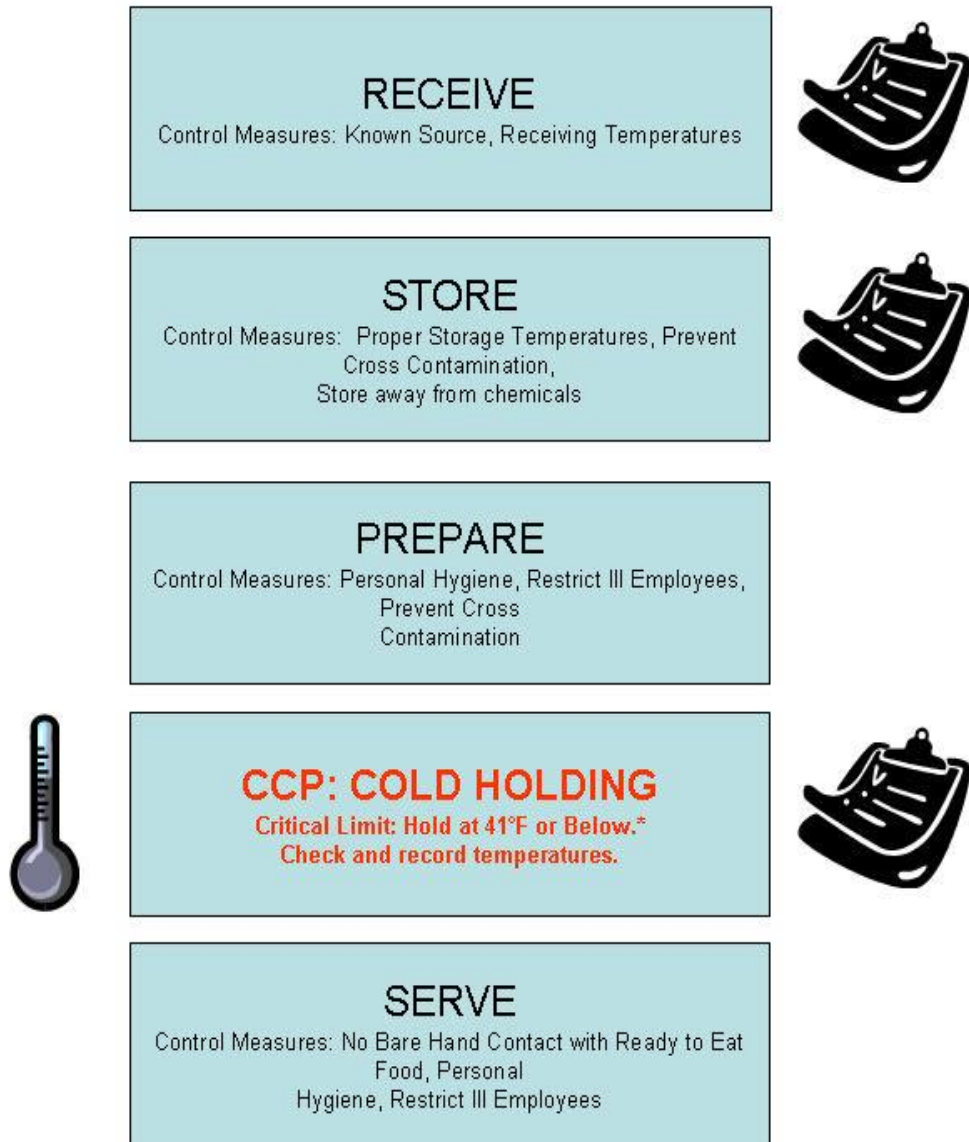 RECEIVE
Control Measures: Known Source, Receiving Temperatures
STORE
Control Measures: Proper Storage Temperatures, Prevent
Cross Contamination,
Store away from chemicals
PREPARE
Control Measures: Personal Hygiene, Restrict Ill Employees,
Prevent Cross
Contamination
CCP: COLD HOLDING
Critical Limit: Hold at 41°F or Below.*
Check and record temperatures.
SERVE
Control Measures: No Bare Hand Contact with Ready to Eat
Food, Personal
Hygiene, Restrict Ill Employees